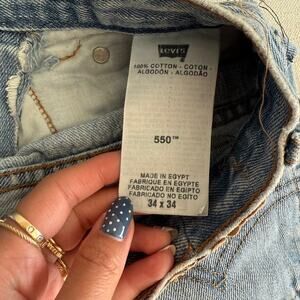 Levi's
100% COTTON - COTON -
ALGODÓN - ALGODÃO
550™
MADE IN EGYPT
FABRIQUE EN EGYPTE
FABRICADO EN EGIPTO
FABRICADO NO EGITO
34 x 34